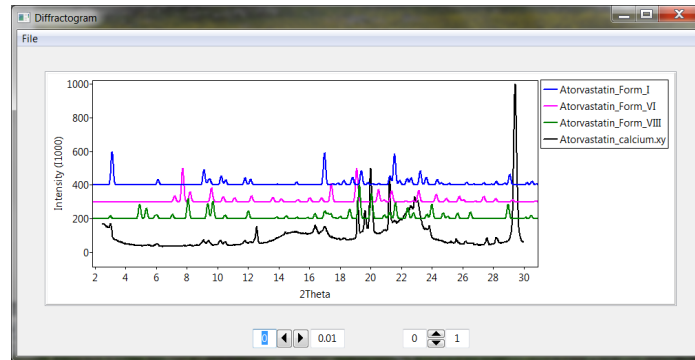 Diffractogram
File
1000
800
600
400
200
0
Intensity (I1000)
2 4 6 8 10 12 14 16 18 20 22 24 26 28 30
2Theta
Atorvastatin_Form_I
Atorvastatin_Form_VI
Atorvastatin_Form_VIII
Atorvastatin_calcium.xy
0 0.01 0 1